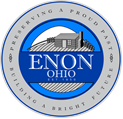 PRESERVING A PROUD PAST
ENON
OHIO
BUILDING A BRIGHT FUTURE